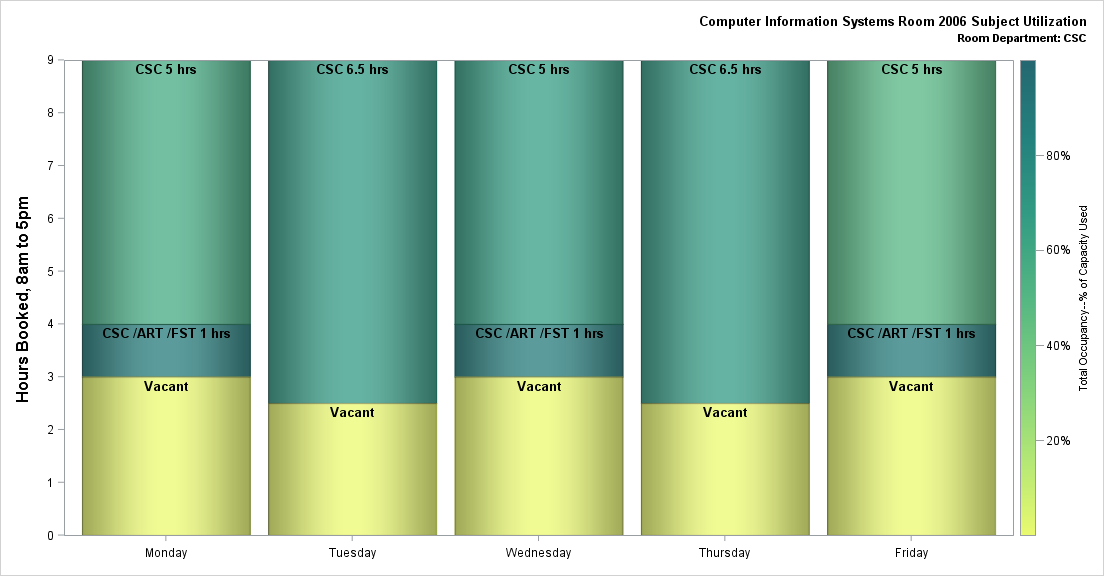 Computer Information Systems Room 2006 Subject Utilization
Room Department: CSC
Hours Booked, 8am to 5pm
9
8
7
6
5
4
3
2
1
0
CSC 5 hrs
CSC /ART /FST 1 hrs
Vacant
CSC 6.5 hrs
Vacant
CSC 5 hrs
CSC /ART /FST 1 hrs
Vacant
CSC 6.5 hrs
Vacant
CSC 5 hrs
CSC /ART /FST 1 hrs
Vacant
Monday
Tuesday
Wednesday
Thursday
Friday
80%
60%
40%
20%
Total Occupancy--% of Capacity Used